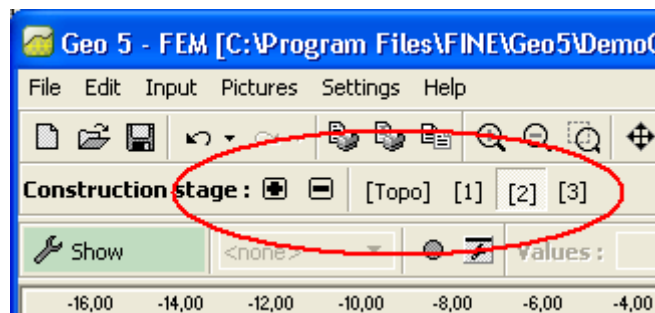 Geo 5 - FEM [C:\Program Files\FINE\Geo5\Demo
File Edit Input Pictures Settings Help
Construction stage : [Topo] [1] [2] [3]
Show <none> Values :
-16,00 -14,00 -12,00 -10,00 -8,00 -6,00 -4,00